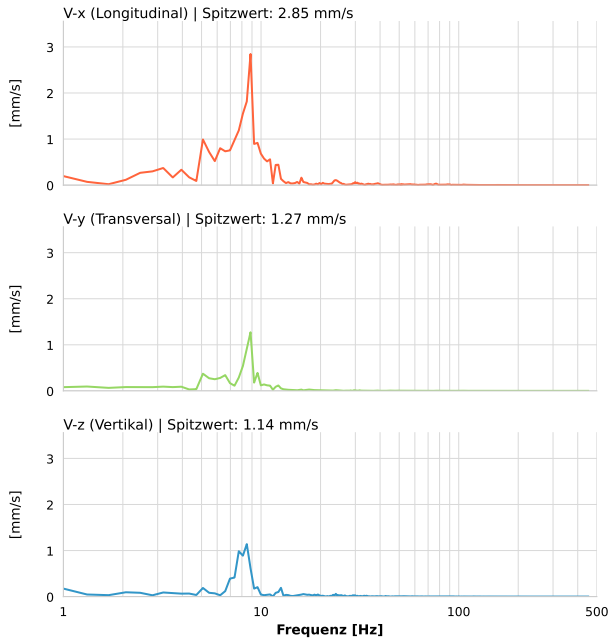 V-x (Longitudinal) | Spitzwert: 2.85 mm/s
3
2
1
0
[mm/s]
V-y (Transversal) | Spitzwert: 1.27 mm/s
3
2
1
0
[mm/s]
V-z (Vertikal) | Spitzwert: 1.14 mm/s
3
2
1
0
[mm/s]
1 10 100 500
Frequenz [Hz]